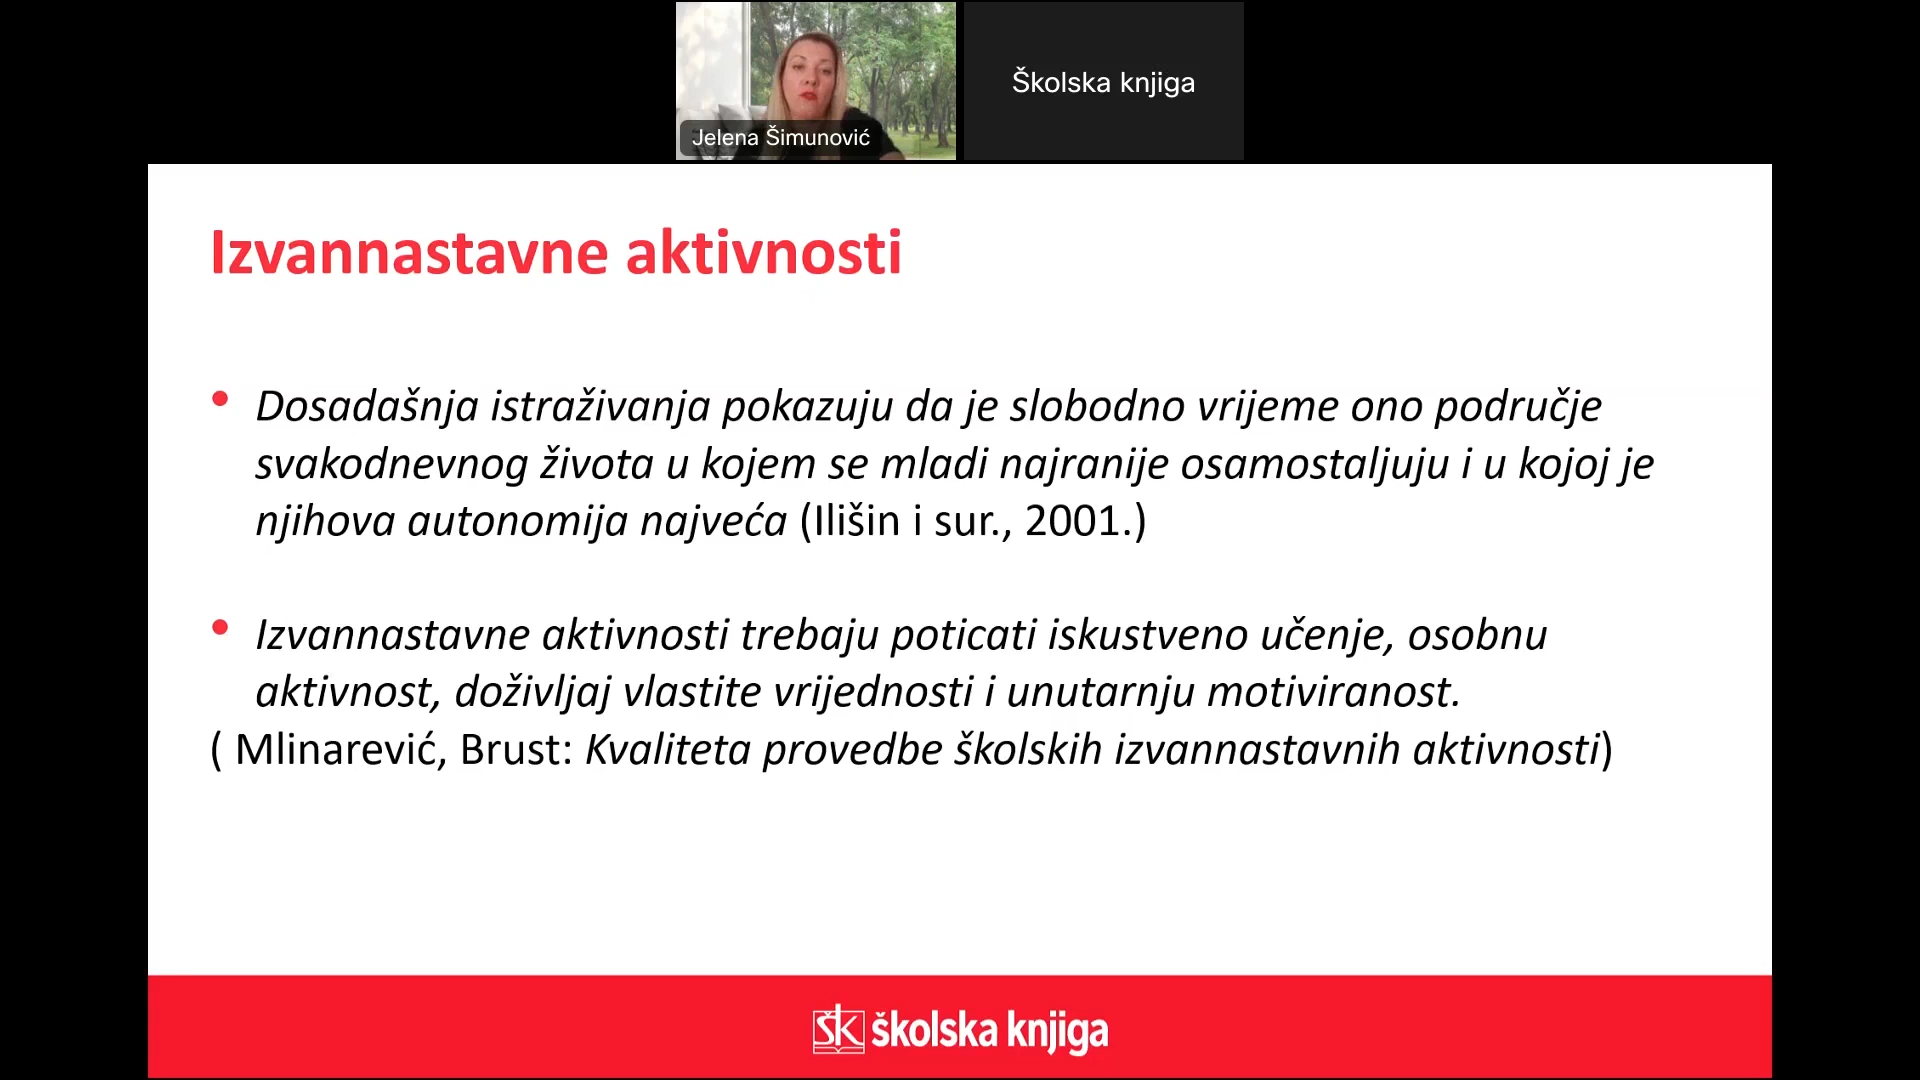 Jelena Šimunović
Školska knjiga
Izvannastavne aktivnosti
• Dosadašnja istraživanja pokazuju da je slobodno vrijeme ono područje
svakodnevnog života u kojem se mladi najranije osamostaljuju i u kojoj je
njihova autonomija najveća (Ilišin i sur., 2001.)
• Izvannastavne aktivnosti trebaju poticati iskustveno učenje, osobnu
aktivnost, doživljaj vlastite vrijednosti i unutarnju motiviranost.
( Mlinarević, Brust: Kvaliteta provedbe školskih izvannastavnih aktivnosti)
ŠK školska knjiga